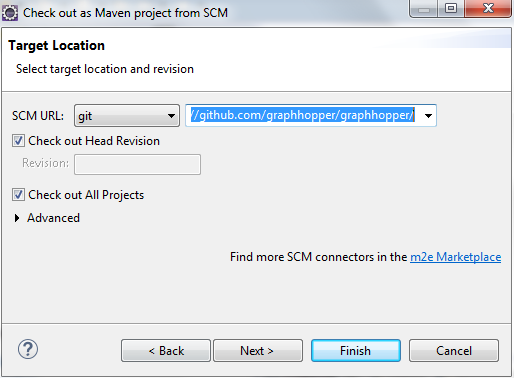 Check out as Maven project from SCM
Target Location
Select target location and revision
SCM URL: git //github.com/graphhopper/graphhopper/
Check out Head Revision
Revision:
Check out All Projects
Advanced
Find more SCM connectors in the m2e Marketplace
? < Back Next > Finish Cancel